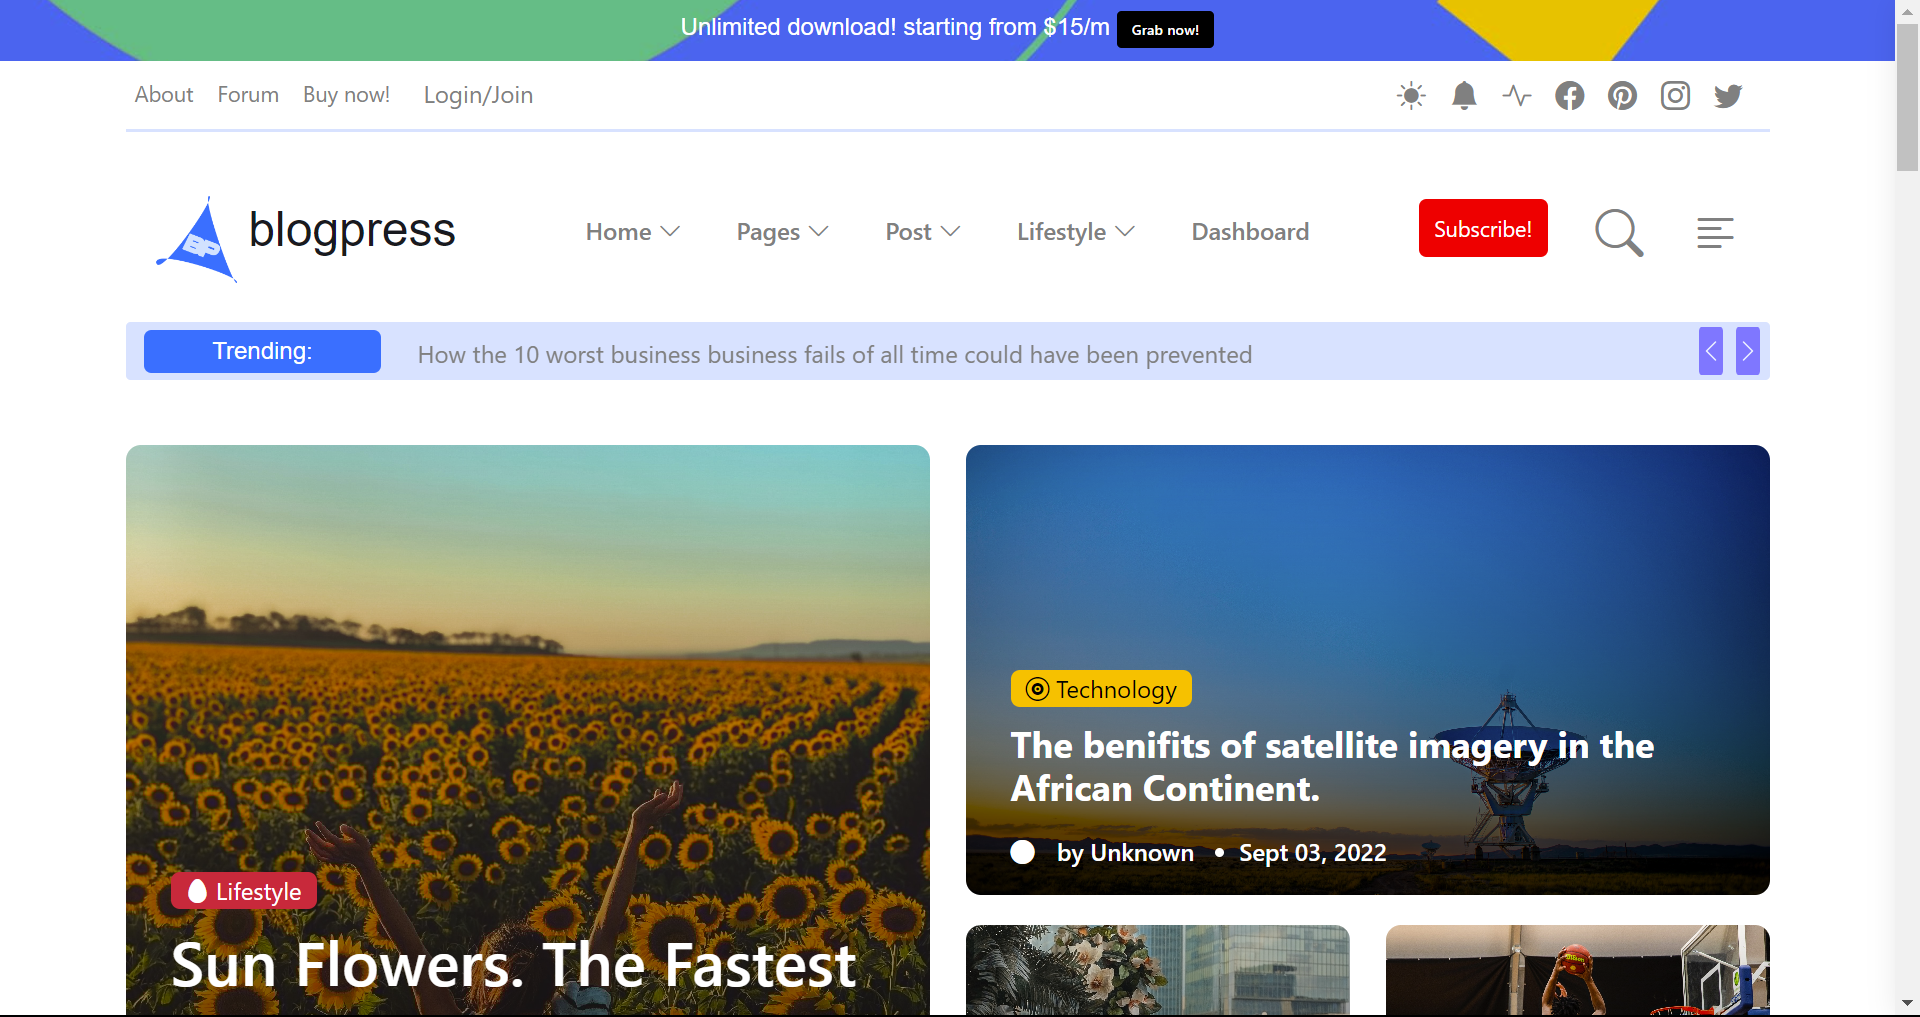 Unlimited download! starting from $15/m Grab now!
About Forum Buy now! Login/Join
BP blogpress Home Pages Post Lifestyle Dashboard Subscribe!
Trending: How the 10 worst business business fails of all time could have been prevented
Technology
The benifits of satellite imagery in the
African Continent.
by Unknown • Sept 03, 2022
Lifestyle
Sun Flowers. The Fastest